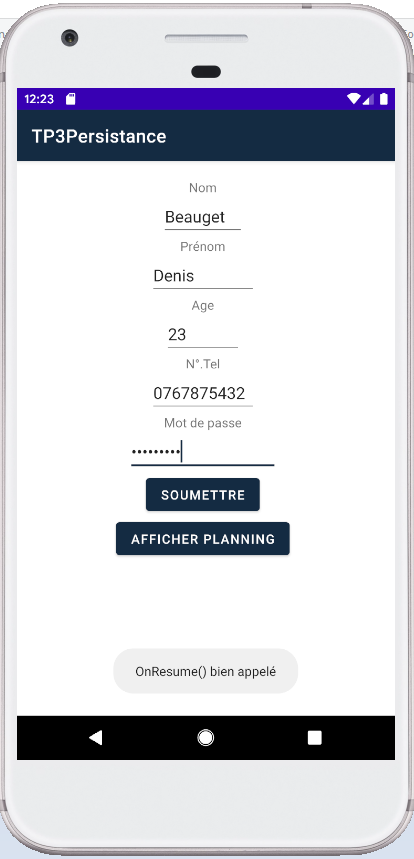 12:23
TP3Persistance
Nom
Beauget
Prénom
Denis
Age
23
N°.Tel
0767875432
Mot de passe
•••••••••
SOUMETTRE
AFFICHER PLANNING
OnResume() bien appelé